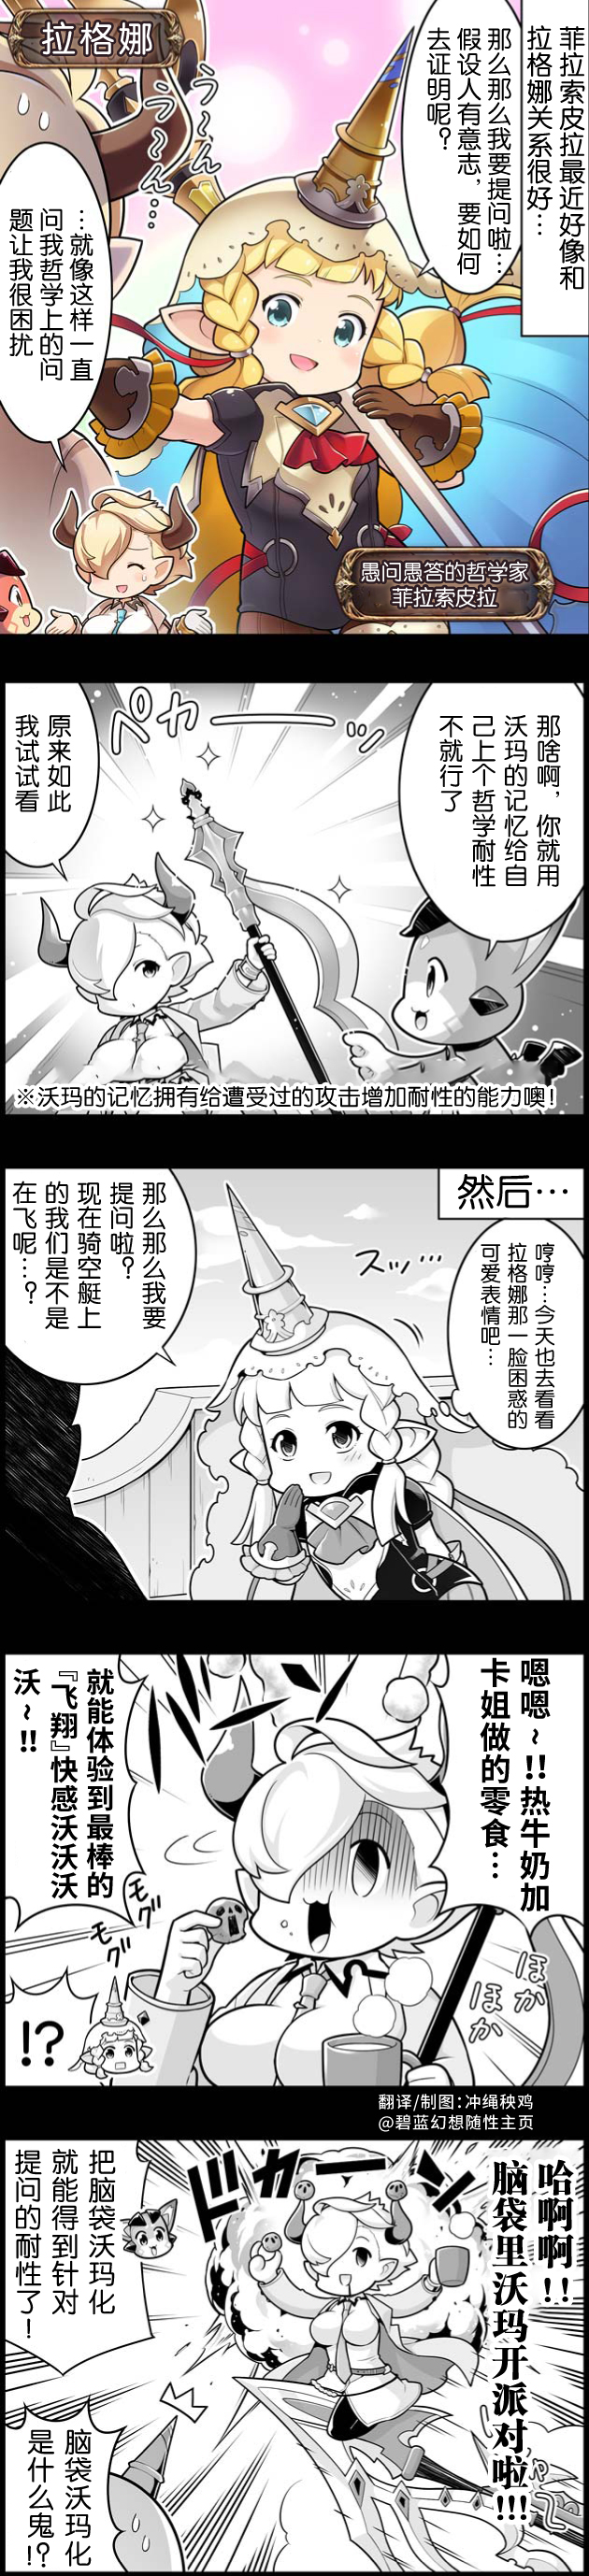 菲拉索皮拉最近好像和
拉格娜关系很好…
拉格娜
那么那么我要提问啦…
假设人有意志，要如何
去证明呢？
う～ん
う～ん…
…就像这样一直
问我哲学上的问
题让我很困扰
愚问愚答的哲学家
菲拉索皮拉
那啥啊，你就用
沃玛的记忆给自
己上个哲学耐性
不就行了
ペカーーッ
原来如此
我试试看
※沃玛的记忆拥有给遭受过的攻击增加耐性的能力噢！
然后…
哼哼…今天也去看看
拉格娜那一脸困惑的
可爱表情吧…
スッ…
那么那么我要
提问啦？
现在骑空艇上
的我们是不是
在飞呢…？
嗯嗯~!!热牛奶加
卡姐做的零食…
就能体验到最棒的
『飞翔』快感沃沃沃
沃~!!
モグ
モグ
ほか
ほか
!?
翻译/制图：冲绳秧鸡
@碧蓝幻想随性主页
哈啊啊!!
脑袋里沃玛开派对啦!!!
ドカーーン
把脑袋沃玛化
就能得到针对
提问的耐性了！
脑袋沃玛化
是什么鬼!?